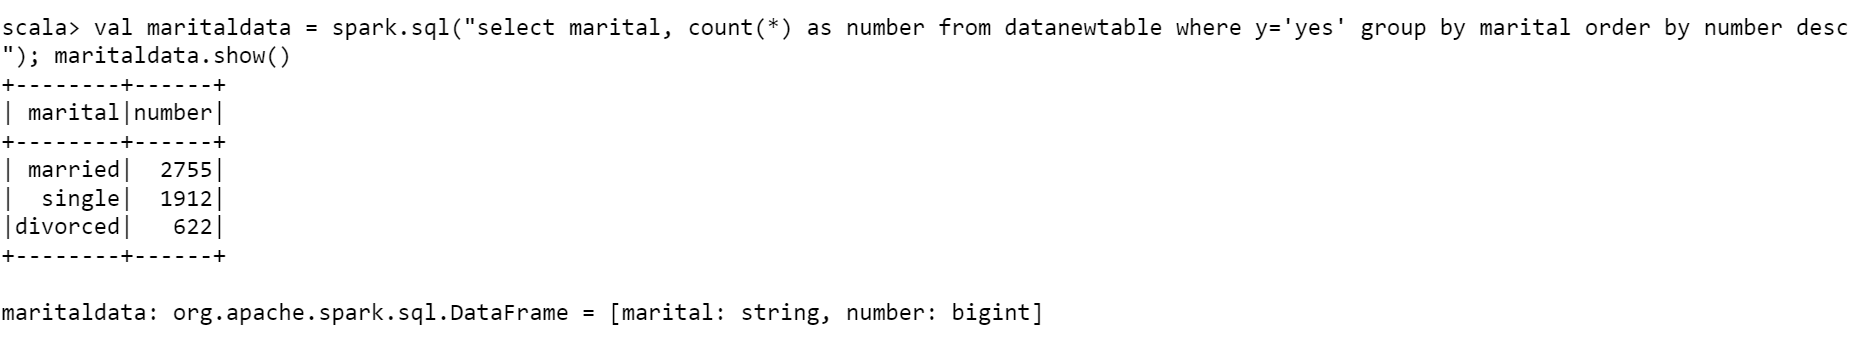 scala> val maritaldata = spark.sql("select marital, count(*) as number from datanewtable where y='yes' group by marital order by number desc
"); maritaldata.show()
+--------+------+
| marital|number|
+--------+------+
| married|  2755|
|  single|  1912|
|divorced|   622|
+--------+------+
maritaldata: org.apache.spark.sql.DataFrame = [marital: string, number: bigint]